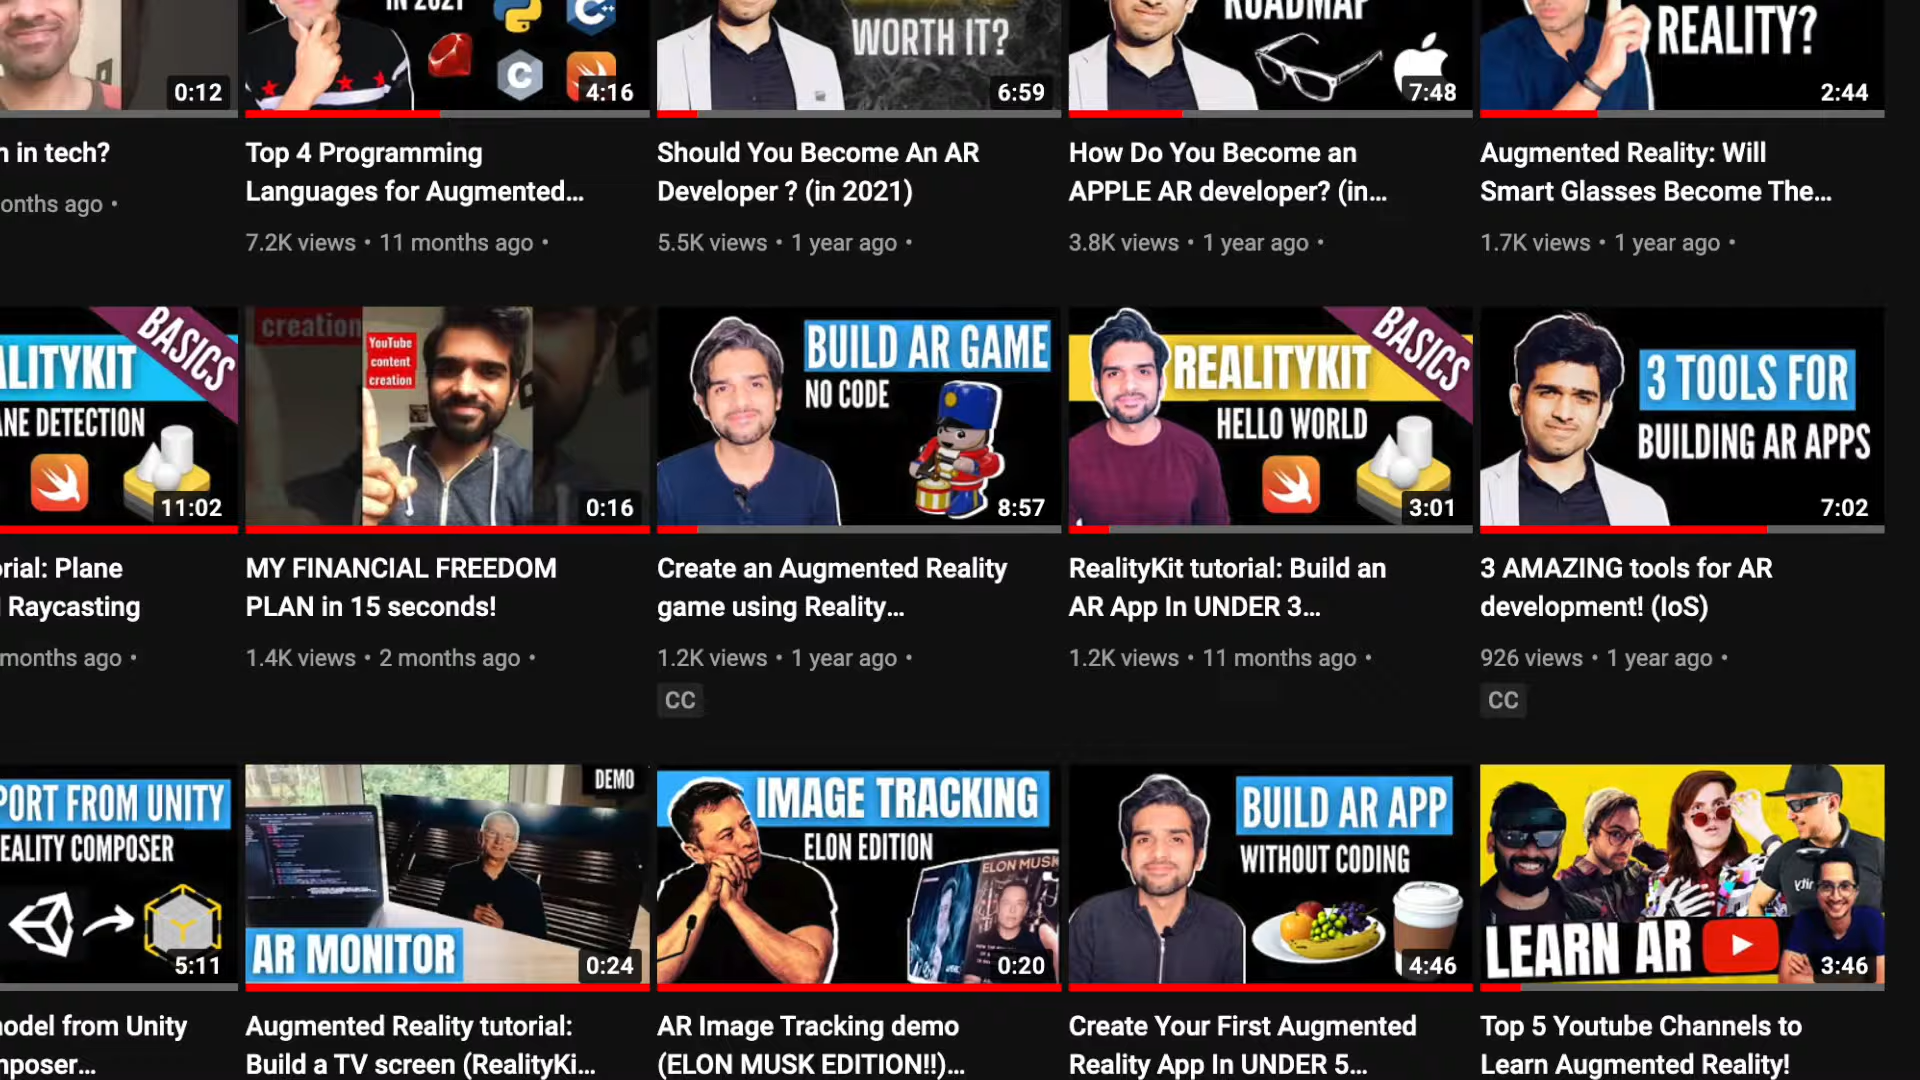 IN 2021
C++
C
0:12
4:16
WORTH IT?
6:59
ROADMAP
7:48
REALITY?
2:44
in tech?
Top 4 Programming
Languages for Augmented...
Should You Become An AR
Developer ? (in 2021)
How Do You Become an
APPLE AR developer? (in...
Augmented Reality: Will
Smart Glasses Become The...
onths ago •
7.2K views • 11 months ago •
5.5K views • 1 year ago •
3.8K views • 1 year ago •
1.7K views • 1 year ago •
BASICS
ALITYKIT
ANE DETECTION
11:02
creation
YouTube
content
creation
0:16
BUILD AR GAME
NO CODE
8:57
BASICS
REALITYKIT
HELLO WORLD
3:01
3 TOOLS FOR
BUILDING AR APPS
7:02
orial: Plane
Raycasting
MY FINANCIAL FREEDOM
PLAN in 15 seconds!
Create an Augmented Reality
game using Reality...
RealityKit tutorial: Build an
AR App In UNDER 3...
3 AMAZING tools for AR
development! (IoS)
months ago •
1.4K views • 2 months ago •
1.2K views • 1 year ago •
CC
1.2K views • 11 months ago •
926 views • 1 year ago •
CC
PORT FROM UNITY
EALITY COMPOSER
5:11
DEMO
AR MONITOR
0:24
IMAGE TRACKING
ELON EDITION
ELON MUSK
0:20
BUILD AR APP
WITHOUT CODING
4:46
LEARN AR
3:46
odel from Unity
mposer...
Augmented Reality tutorial:
Build a TV screen (RealityKi...
AR Image Tracking demo
(ELON MUSK EDITION!!)...
Create Your First Augmented
Reality App In UNDER 5...
Top 5 Youtube Channels to
Learn Augmented Reality!